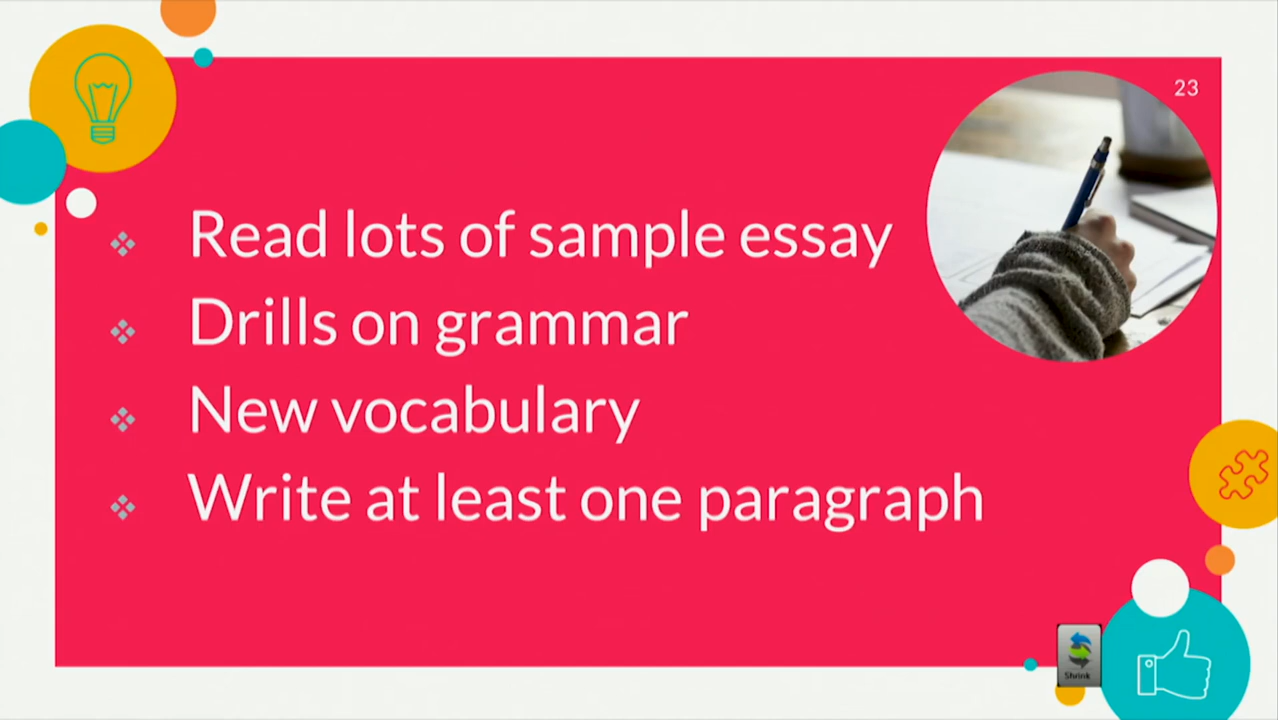 23
Read lots of sample essay
Drills on grammar
New vocabulary
Write at least one paragraph
Shrink